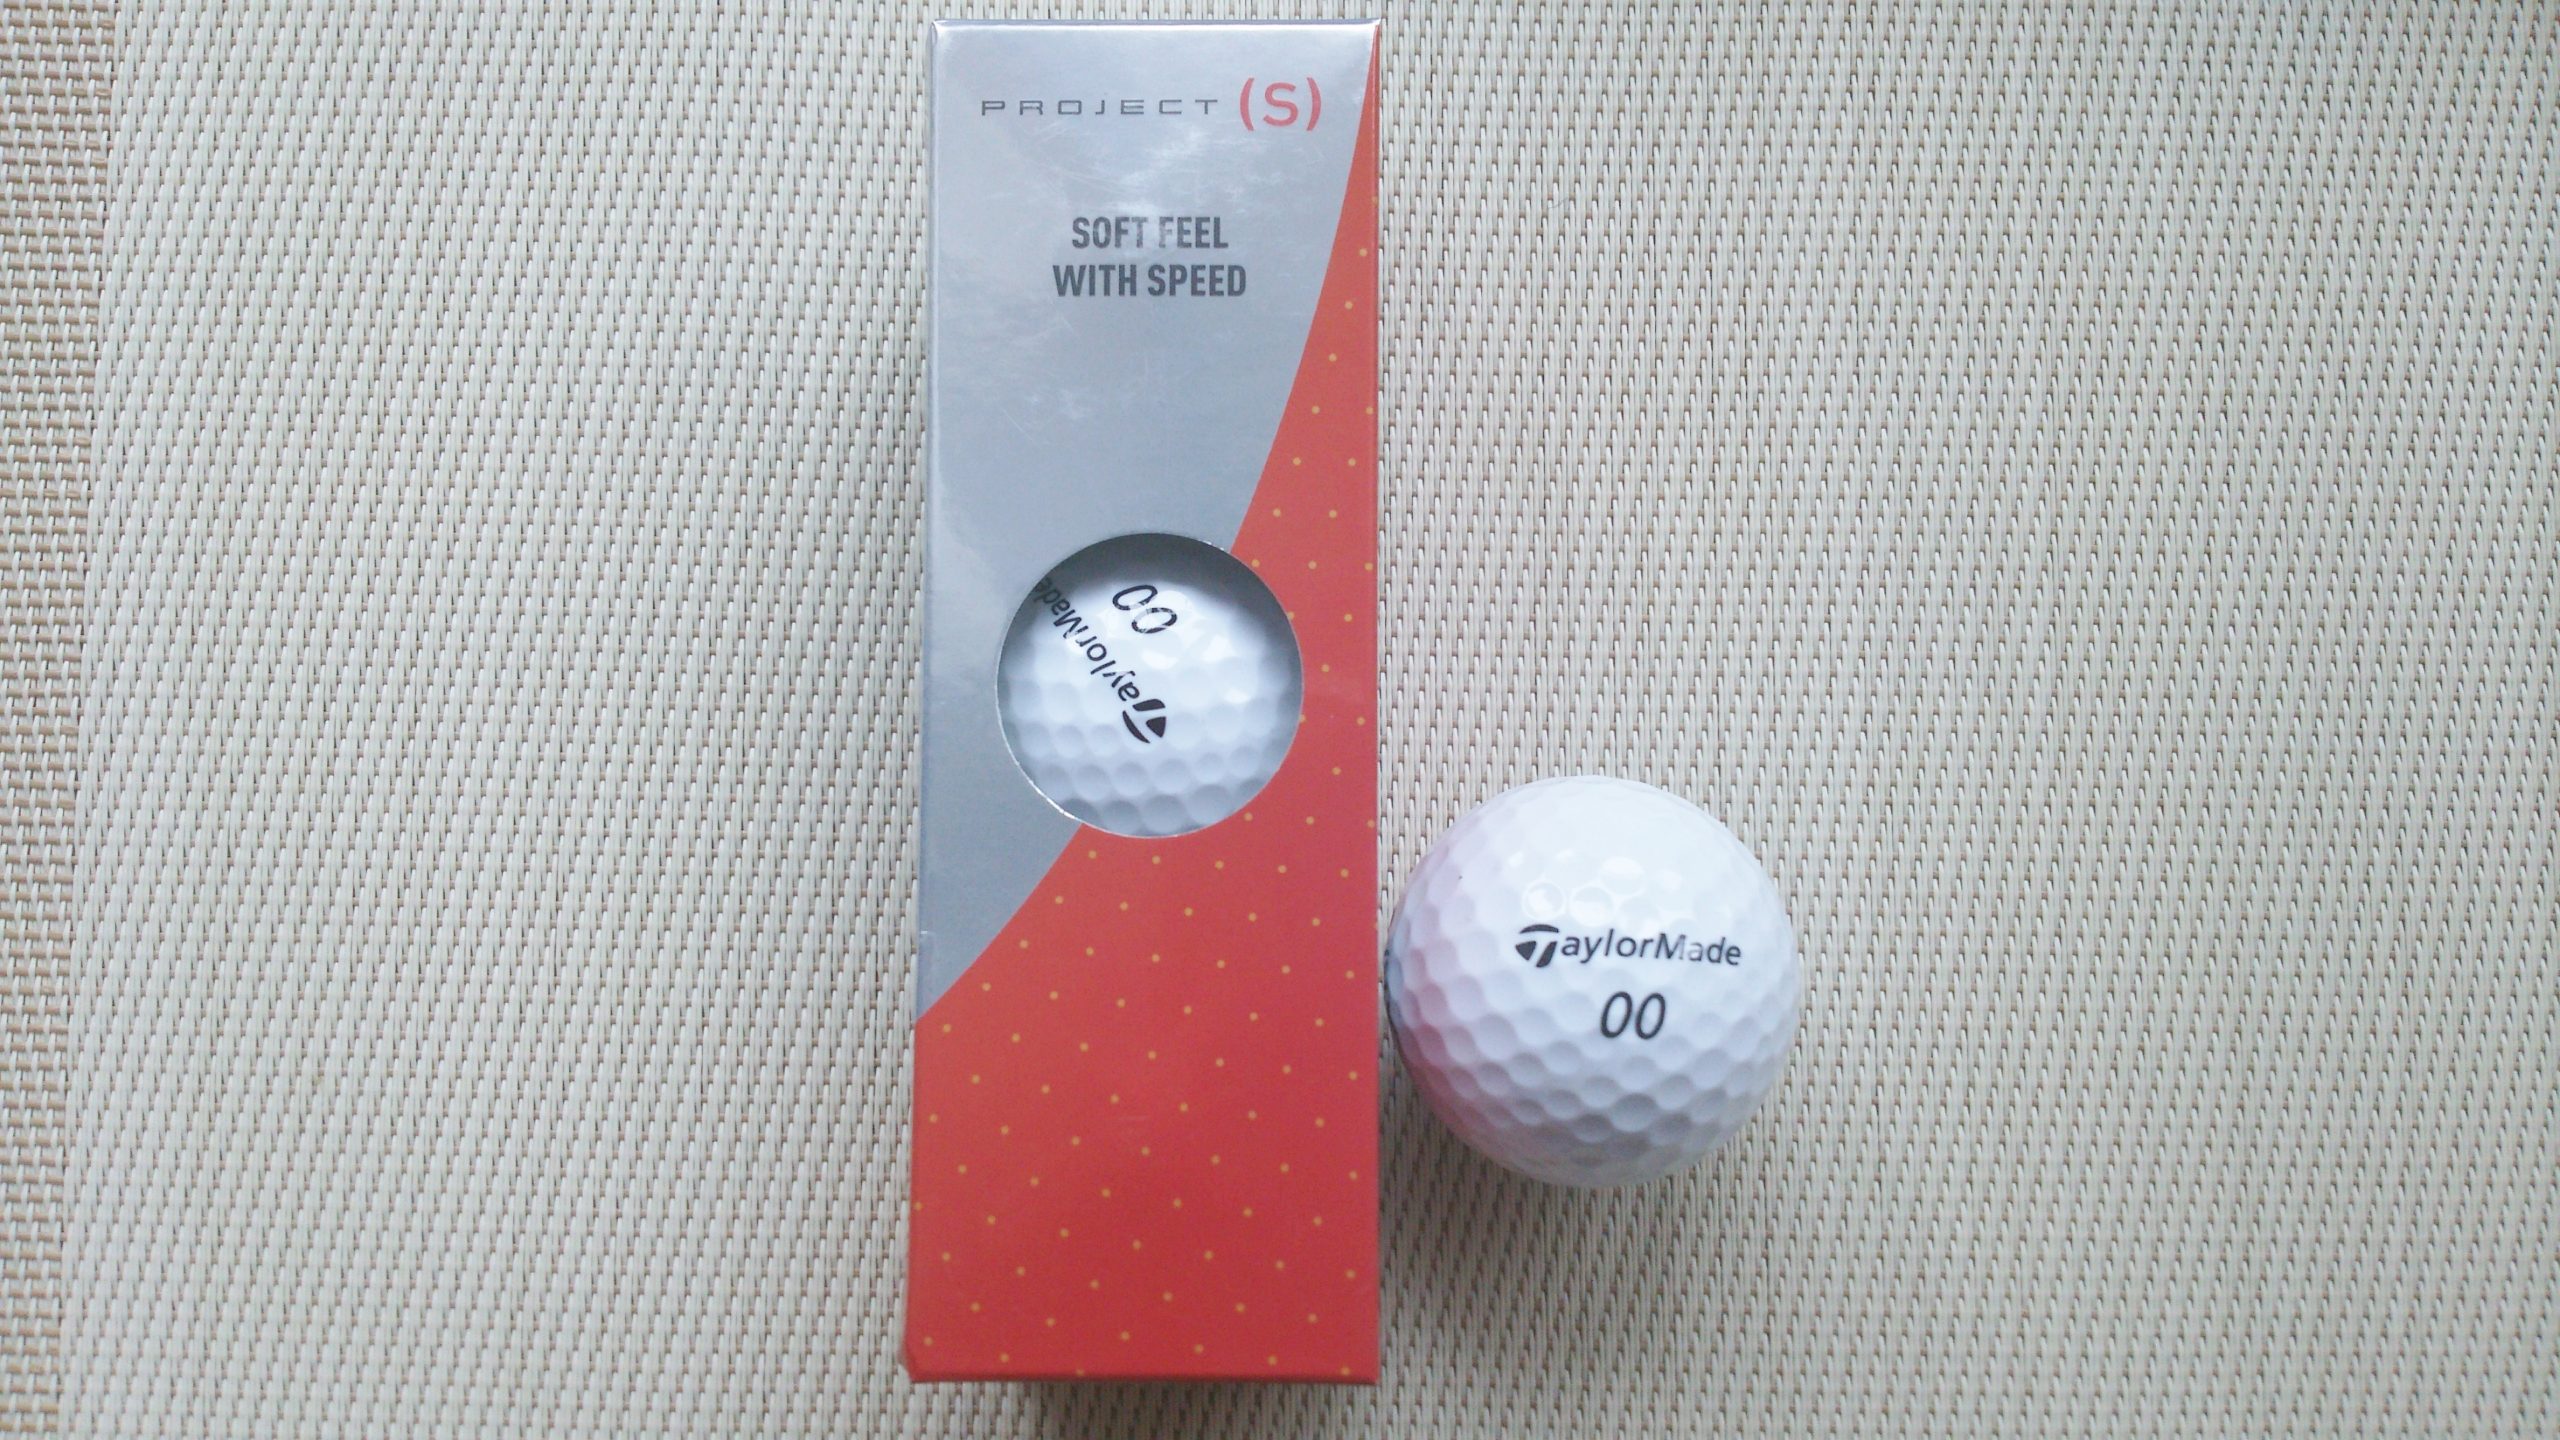 PROJECT (S)
SOFT FEEL
WITH SPEED
00
TaylorMade
TaylorMade
00